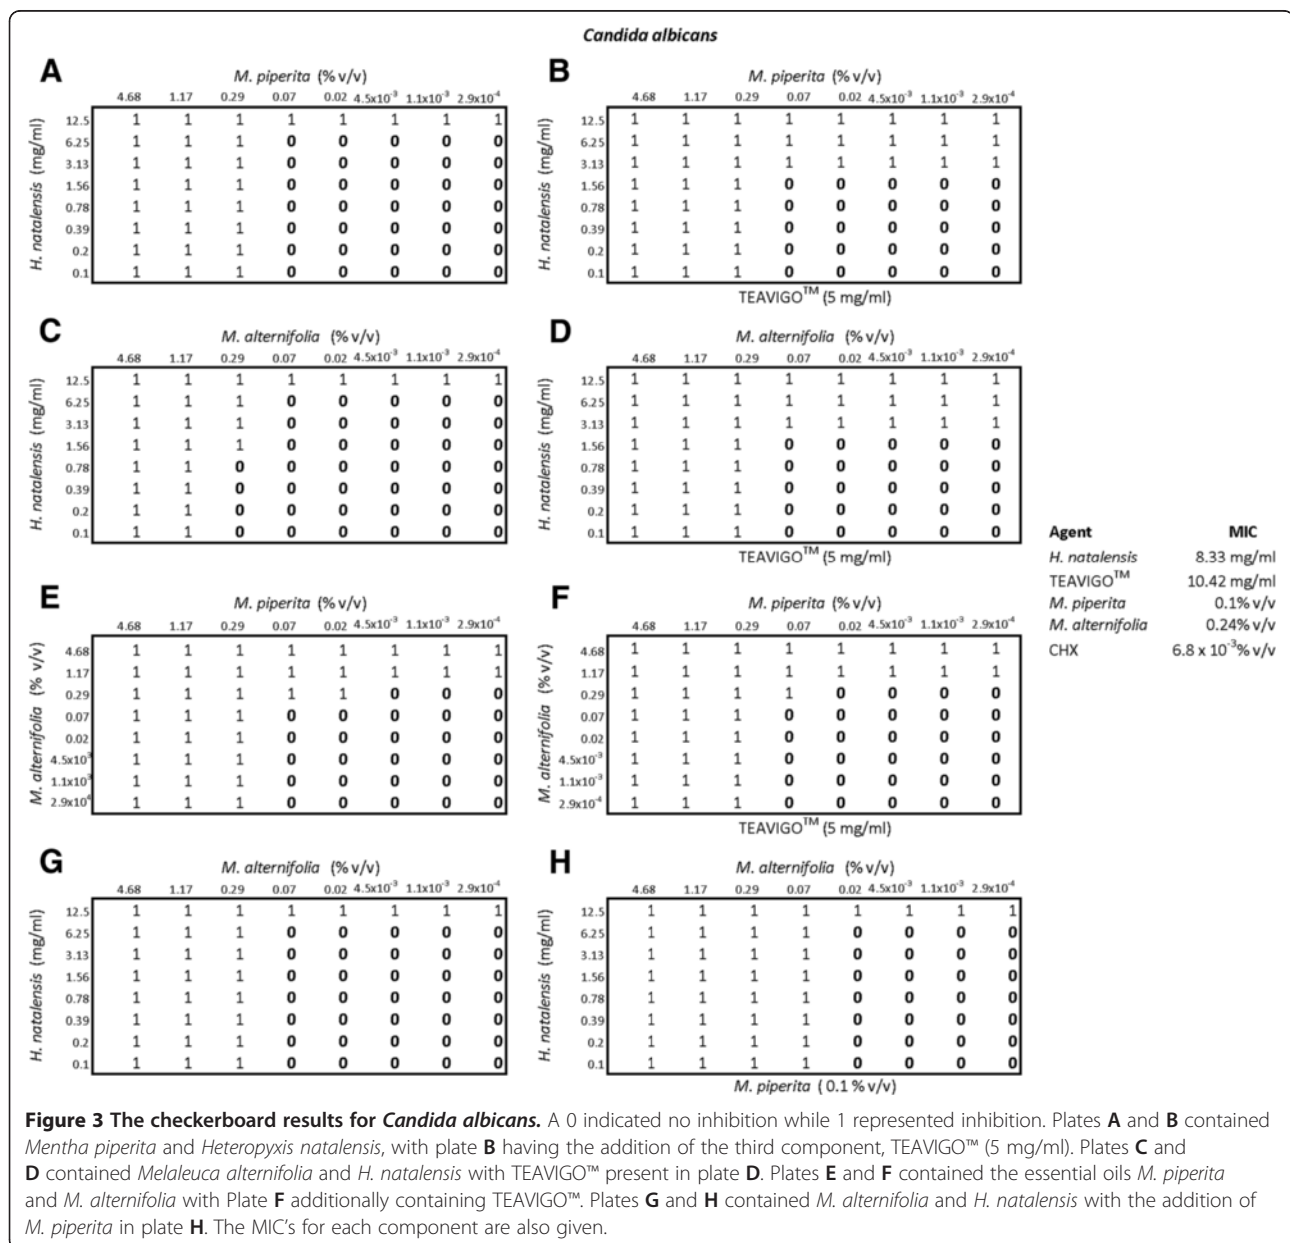 Candida albicans
A
M. piperita (% v/v)
4.68 1.17 0.29 0.07 0.02 4.5x10⁻³ 1.1x10⁻³ 2.9x10⁻⁴
H. natalensis (mg/ml)
12.5 1 1 1 1 1 1 1 1
6.25 1 1 1 0 0 0 0 0
3.13 1 1 1 0 0 0 0 0
1.56 1 1 1 0 0 0 0 0
0.78 1 1 1 0 0 0 0 0
0.39 1 1 1 0 0 0 0 0
0.2 1 1 1 0 0 0 0 0
0.1 1 1 1 0 0 0 0 0
B
M. piperita (% v/v)
4.68 1.17 0.29 0.07 0.02 4.5x10⁻³ 1.1x10⁻³ 2.9x10⁻⁴
H. natalensis (mg/ml)
12.5 1 1 1 1 1 1 1 1
6.25 1 1 1 1 1 1 1 1
3.13 1 1 1 1 1 1 1 1
1.56 1 1 1 0 0 0 0 0
0.78 1 1 1 0 0 0 0 0
0.39 1 1 1 0 0 0 0 0
0.2 1 1 1 0 0 0 0 0
0.1 1 1 1 0 0 0 0 0
TEAVIGO™ (5 mg/ml)
C
M. alternifolia (% v/v)
4.68 1.17 0.29 0.07 0.02 4.5x10⁻³ 1.1x10⁻³ 2.9x10⁻⁴
H. natalensis (mg/ml)
12.5 1 1 1 1 1 1 1 1
6.25 1 1 1 0 0 0 0 0
3.13 1 1 1 0 0 0 0 0
1.56 1 1 1 0 0 0 0 0
0.78 1 1 0 0 0 0 0 0
0.39 1 1 0 0 0 0 0 0
0.2 1 1 0 0 0 0 0 0
0.1 1 1 0 0 0 0 0 0
D
M. alternifolia (% v/v)
4.68 1.17 0.29 0.07 0.02 4.5x10⁻³ 1.1x10⁻³ 2.9x10⁻⁴
H. natalensis (mg/ml)
12.5 1 1 1 1 1 1 1 1
6.25 1 1 1 1 1 1 1 1
3.13 1 1 1 1 1 1 1 1
1.56 1 1 1 0 0 0 0 0
0.78 1 1 1 0 0 0 0 0
0.39 1 1 1 0 0 0 0 0
0.2 1 1 1 0 0 0 0 0
0.1 1 1 1 0 0 0 0 0
TEAVIGO™ (5 mg/ml)
Agent MIC
H. natalensis 8.33 mg/ml
TEAVIGO™ 10.42 mg/ml
M. piperita 0.1% v/v
M. alternifolia 0.24% v/v
CHX 6.8 x 10⁻³% v/v
E
M. piperita (% v/v)
4.68 1.17 0.29 0.07 0.02 4.5x10⁻³ 1.1x10⁻³ 2.9x10⁻⁴
M. alternifolia (% v/v)
4.68 1 1 1 1 1 1 1 1
1.17 1 1 1 1 1 1 1 1
0.29 1 1 1 1 1 0 0 0
0.07 1 1 1 0 0 0 0 0
0.02 1 1 1 0 0 0 0 0
4.5x10⁻³ 1 1 1 0 0 0 0 0
1.1x10⁻³ 1 1 1 0 0 0 0 0
2.9x10⁴ 1 1 1 0 0 0 0 0
F
M. piperita (% v/v)
4.68 1.17 0.29 0.07 0.02 4.5x10⁻³ 1.1x10⁻³ 2.9x10⁻⁴
M. alternifolia (% v/v)
4.68 1 1 1 1 1 1 1 1
1.17 1 1 1 1 1 1 1 1
0.29 1 1 1 1 0 0 0 0
0.07 1 1 1 0 0 0 0 0
0.02 1 1 1 0 0 0 0 0
4.5x10⁻³ 1 1 1 0 0 0 0 0
1.1x10⁻³ 1 1 1 0 0 0 0 0
2.9x10⁻⁴ 1 1 1 0 0 0 0 0
TEAVIGO™ (5 mg/ml)
G
M. alternifolia (% v/v)
4.68 1.17 0.29 0.07 0.02 4.5x10⁻³ 1.1x10⁻³ 2.9x10⁻⁴
H. natalensis (mg/ml)
12.5 1 1 1 1 1 1 1 1
6.25 1 1 1 0 0 0 0 0
3.13 1 1 1 0 0 0 0 0
1.56 1 1 1 0 0 0 0 0
0.78 1 1 1 0 0 0 0 0
0.39 1 1 1 0 0 0 0 0
0.2 1 1 1 0 0 0 0 0
0.1 1 1 1 0 0 0 0 0
H
M. alternifolia (% v/v)
4.68 1.17 0.29 0.07 0.02 4.5x10⁻³ 1.1x10⁻³ 2.9x10⁻⁴
H. natalensis (mg/ml)
12.5 1 1 1 1 1 1 1 1
6.25 1 1 1 1 0 0 0 0
3.13 1 1 1 1 0 0 0 0
1.56 1 1 1 1 0 0 0 0
0.78 1 1 1 1 0 0 0 0
0.39 1 1 1 1 0 0 0 0
0.2 1 1 1 1 0 0 0 0
0.1 1 1 1 1 0 0 0 0
M. piperita ( 0.1 % v/v)
Figure 3 The checkerboard results for Candida albicans. A 0 indicated no inhibition while 1 represented inhibition. Plates A and B contained
Mentha piperita and Heteropyxis natalensis, with plate B having the addition of the third component, TEAVIGO™ (5 mg/ml). Plates C and
D contained Melaleuca alternifolia and H. natalensis with TEAVIGO™ present in plate D. Plates E and F contained the essential oils M. piperita
and M. alternifolia with Plate F additionally containing TEAVIGO™. Plates G and H contained M. alternifolia and H. natalensis with the addition of
M. piperita in plate H. The MIC's for each component are also given.